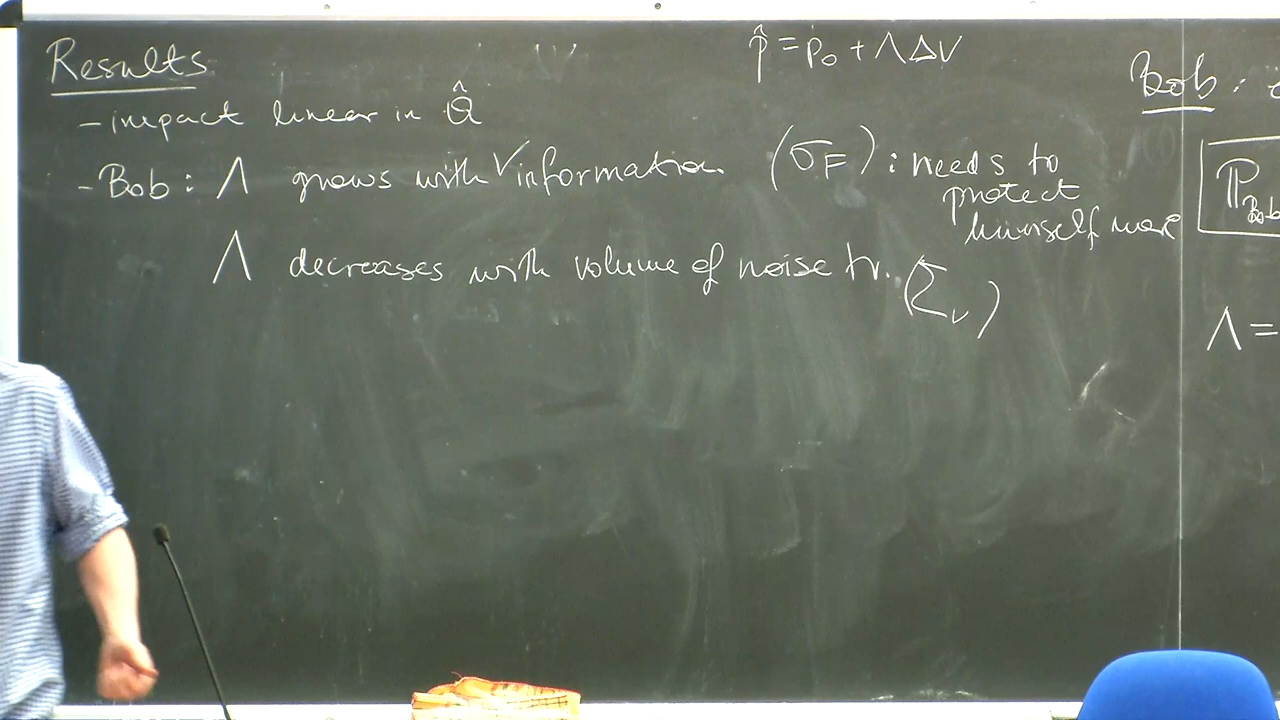 Results
- impact linear in Q̂
p̂ = p₀ + Λ ΔV
- Bob: Λ grows with √information (σ_F): needs to
protect
himself more
Λ decreases with volume of noise tr. (Σ_V)
Bob:
ℙ_Bob
Λ =